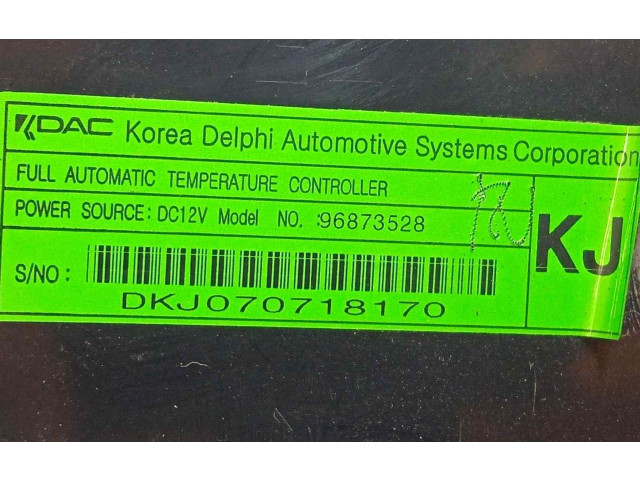 KDAC Korea Delphi Automotive Systems Corporation
FULL AUTOMATIC TEMPERATURE CONTROLLER
POWER SOURCE: DC12V Model NO. :96873528
KJ
S/NO:
DKJ070718170